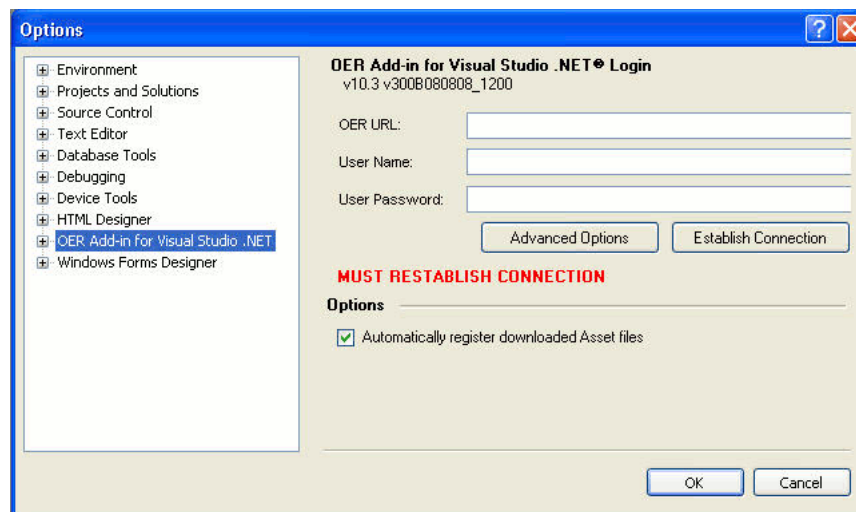 Options
Environment
Projects and Solutions
Source Control
Text Editor
Database Tools
Debugging
Device Tools
HTML Designer
OER Add-in for Visual Studio .NET
Windows Forms Designer
OER Add-in for Visual Studio .NET® Login
v10.3 v300B080808_1200
OER URL:
User Name:
User Password:
Advanced Options
Establish Connection
MUST RESTABLISH CONNECTION
Options
Automatically register downloaded Asset files
OK
Cancel